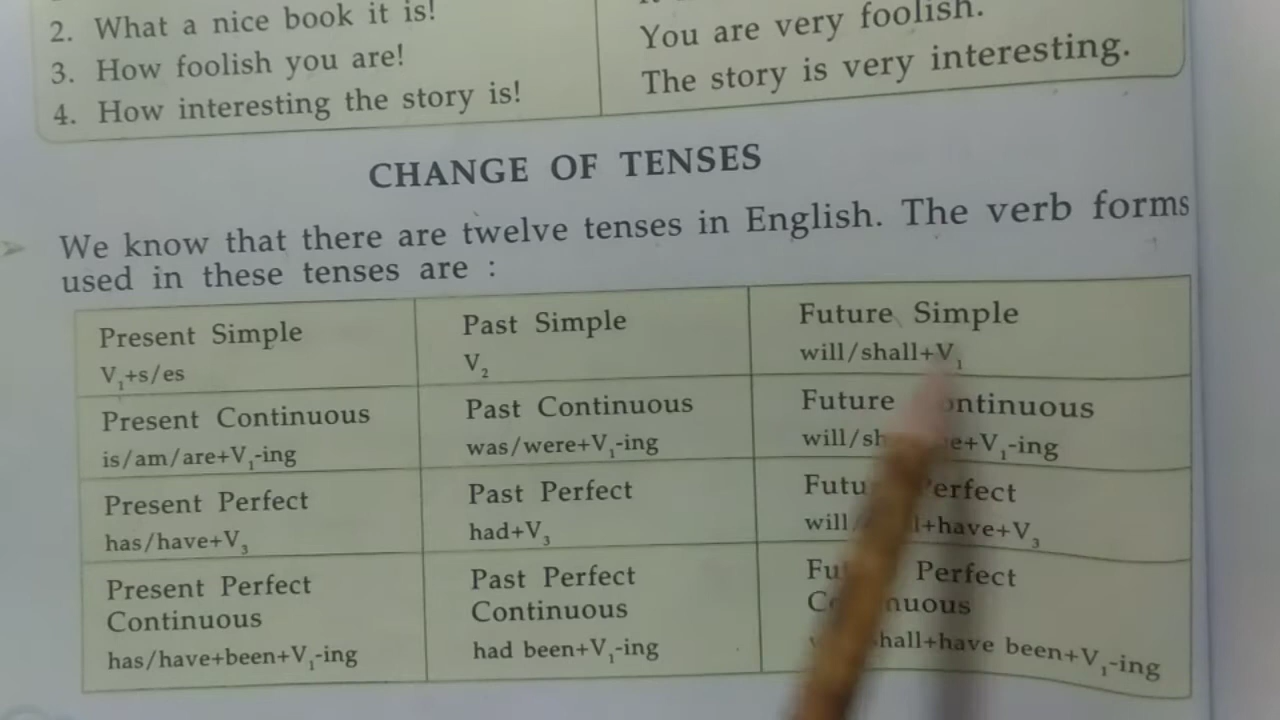 2. What a nice book it is!
3. How foolish you are!
You are very foolish.
4. How interesting the story is!
The story is very interesting.
CHANGE OF TENSES
We know that there are twelve tenses in English. The verb forms
used in these tenses are :
Present Simple
V₁+s/es
Past Simple
V₂
Future Simple
will/shall+V₁
Present Continuous
is/am/are+V₁-ing
Past Continuous
was/were+V₁-ing
Future
+V₁-ing
Present Perfect
has/have+V₃
Past Perfect
had+V₃
Perfect
+have+V₃
Present Perfect
Continuous
has/have+been+V₁-ing
Past Perfect
Continuous
had been+V₁-ing
Perfect
shall+have been+V₁-ing